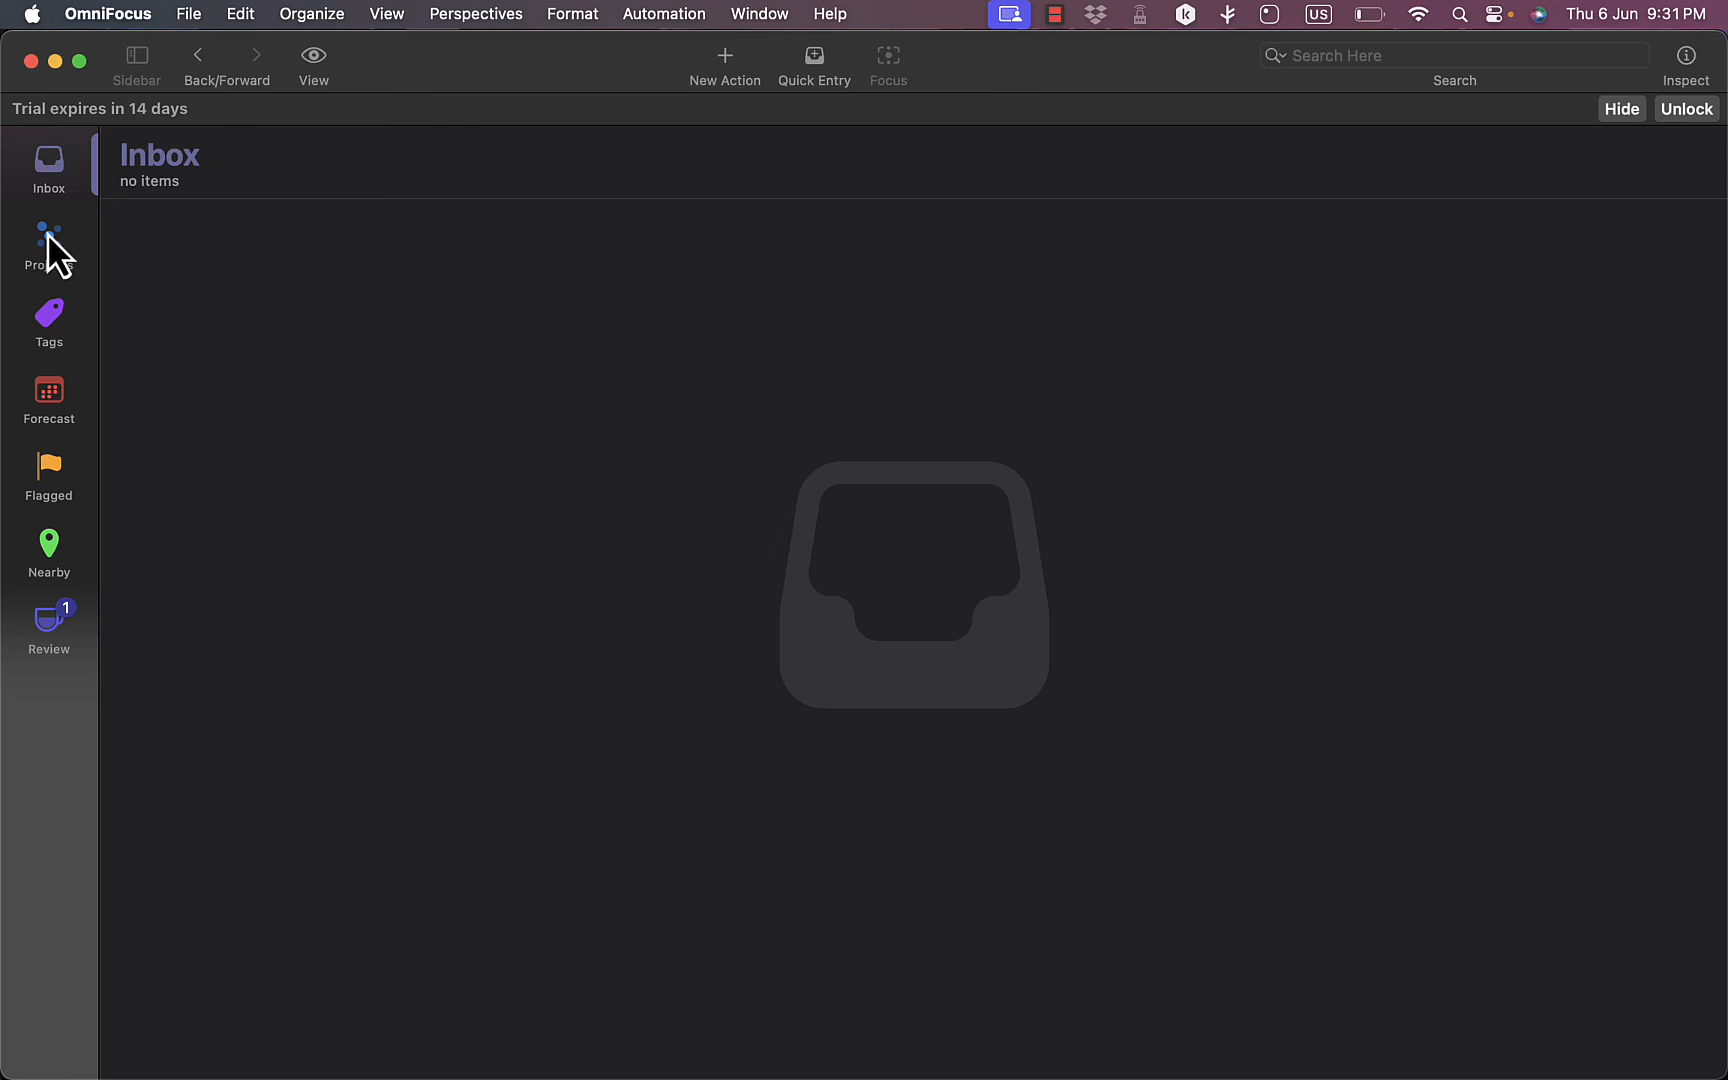 OmniFocus File Edit Organize View Perspectives Format Automation Window Help US Thu 6 Jun 9:31 PM
Search Here
Sidebar Back/Forward View New Action Quick Entry Focus Search Inspect
Trial expires in 14 days Hide Unlock
Inbox
no items
Inbox
Tags
Forecast
Flagged
Nearby
1
Review